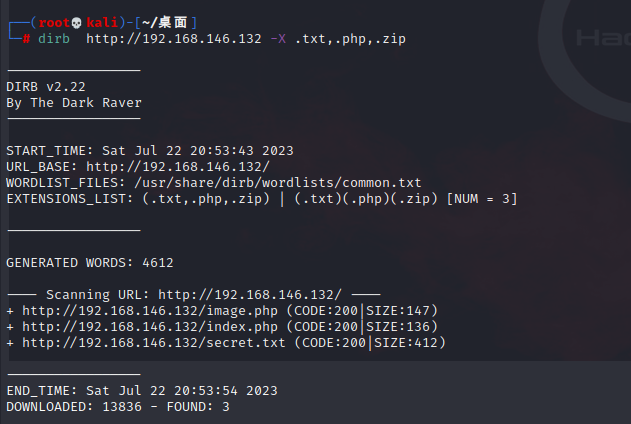 ┌──(root💀kali)-[~/桌面]
└─# dirb  http://192.168.146.132 -X .txt,.php,.zip
-----------------
DIRB v2.22
By The Dark Raver
-----------------
START_TIME: Sat Jul 22 20:53:43 2023
URL_BASE: http://192.168.146.132/
WORDLIST_FILES: /usr/share/dirb/wordlists/common.txt
EXTENSIONS_LIST: (.txt,.php,.zip) | (.txt)(.php)(.zip) [NUM = 3]
-----------------
GENERATED WORDS: 4612
---- Scanning URL: http://192.168.146.132/ ----
+ http://192.168.146.132/image.php (CODE:200|SIZE:147)
+ http://192.168.146.132/index.php (CODE:200|SIZE:136)
+ http://192.168.146.132/secret.txt (CODE:200|SIZE:412)
-----------------
END_TIME: Sat Jul 22 20:53:54 2023
DOWNLOADED: 13836 - FOUND: 3